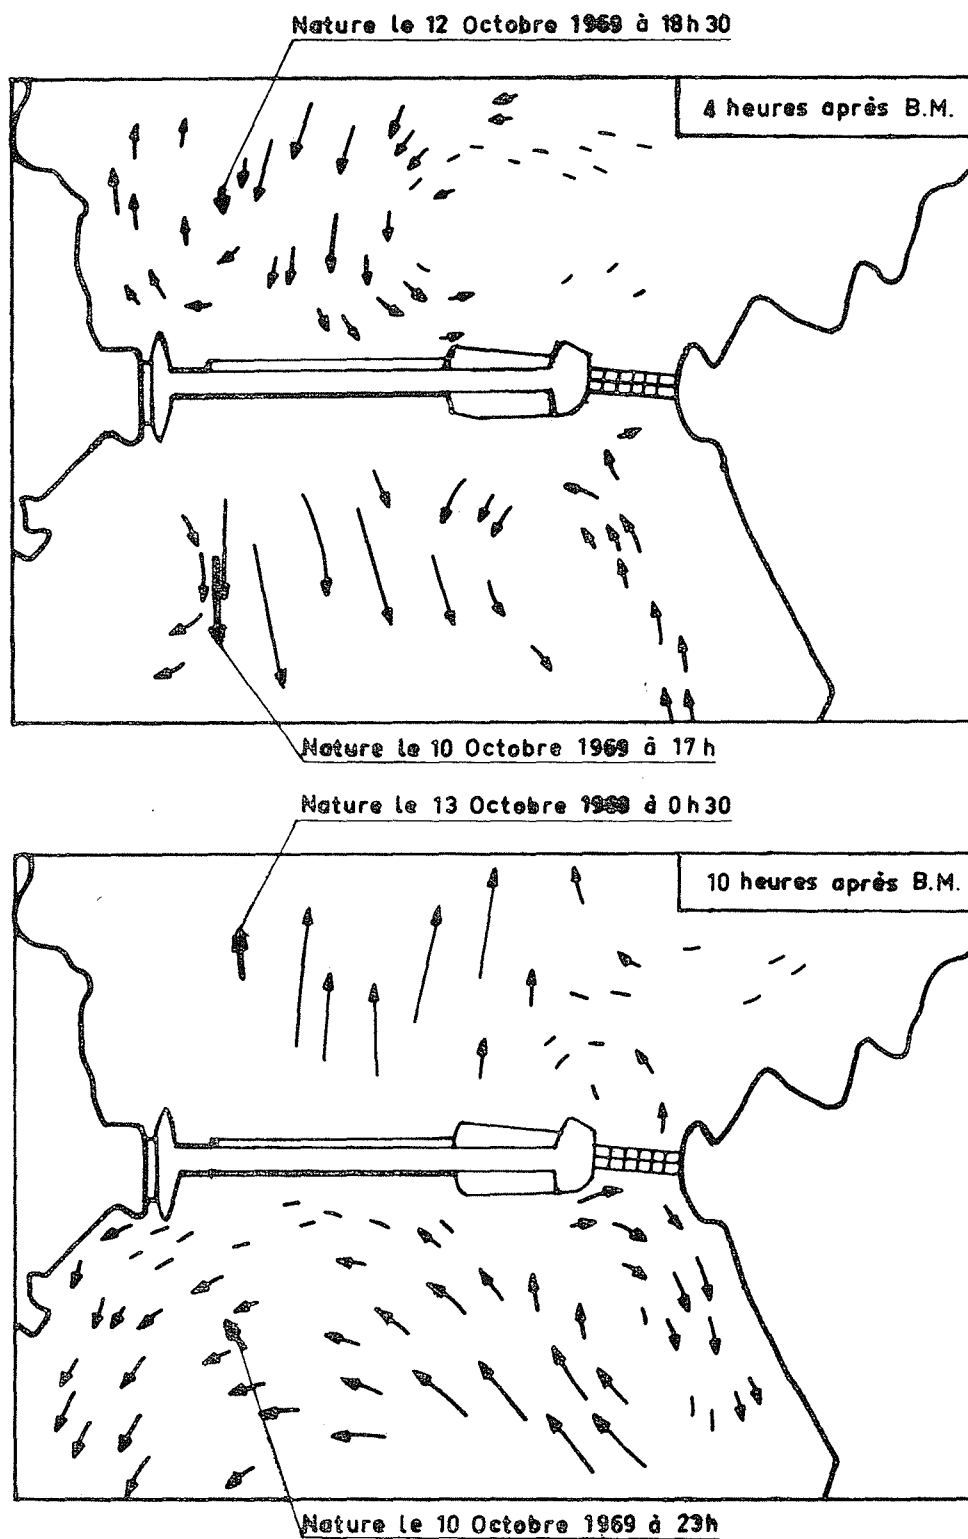 Nature le 12 Octobre 1969 à 18h30
4 heures après B.M.
Nature le 10 Octobre 1969 à 17h
Nature le 13 Octobre 1969 à 0h30
10 heures après B.M.
Nature le 10 Octobre 1969 à 23h